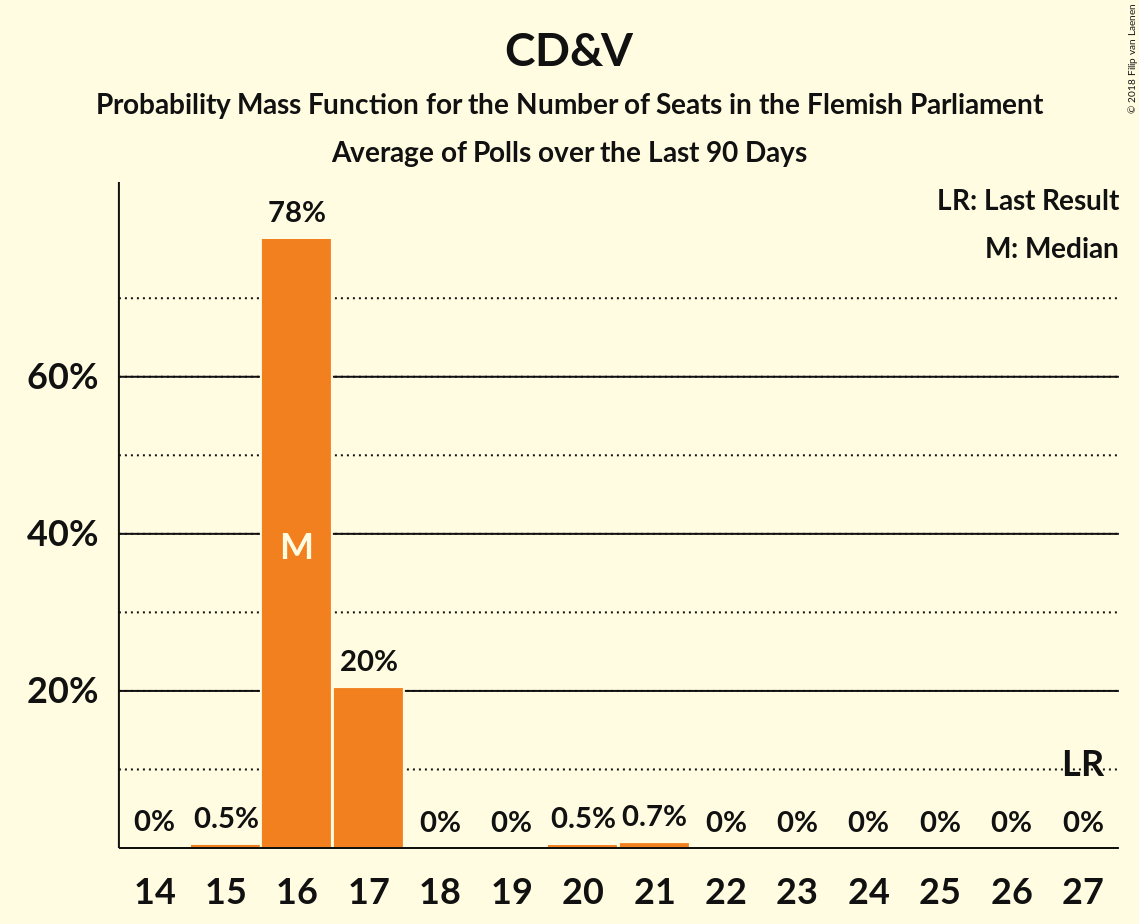 CD&V
Probability Mass Function for the Number of Seats in the Flemish Parliament
Average of Polls over the Last 90 Days
© 2018 Filip van Laenen
LR: Last Result
M: Median
78%
60%
40%
M
20%
20%
LR
0% 0.5% 0% 0% 0.5% 0.7% 0% 0% 0% 0% 0% 0%
14 15 16 17 18 19 20 21 22 23 24 25 26 27